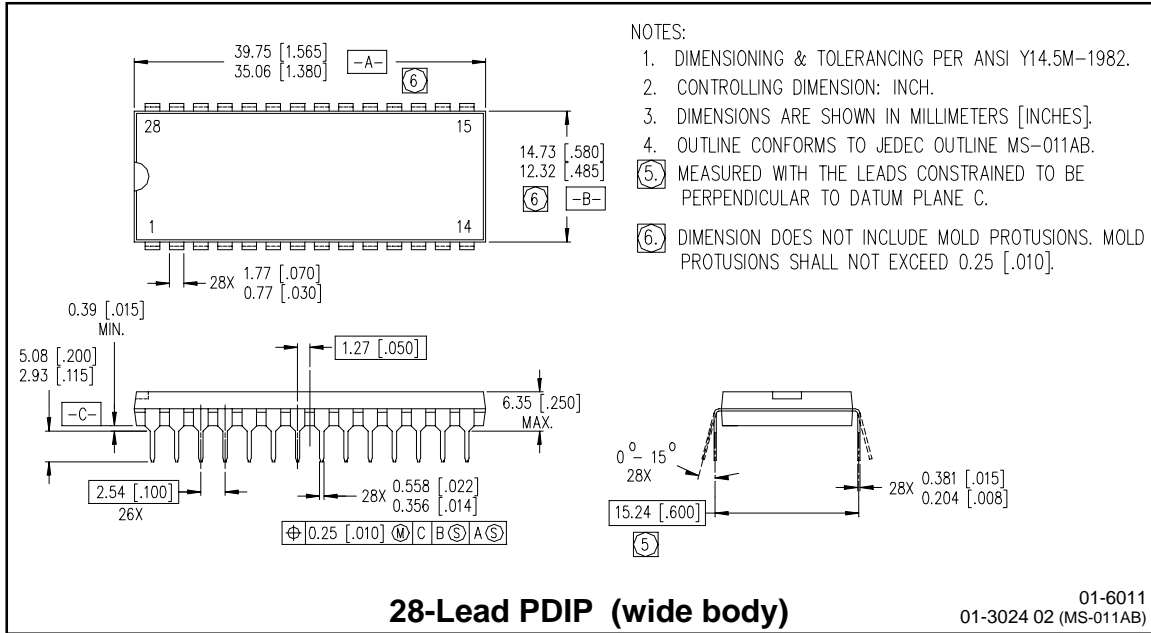 39.75 [1.565]
35.06 [1.380]
-A-
6
28
15
1
14
14.73 [.580]
12.32 [.485]
6
-B-
28X 1.77 [.070]
0.77 [.030]
NOTES:
1. DIMENSIONING & TOLERANCING PER ANSI Y14.5M-1982.
2. CONTROLLING DIMENSION: INCH.
3. DIMENSIONS ARE SHOWN IN MILLIMETERS [INCHES].
4. OUTLINE CONFORMS TO JEDEC OUTLINE MS-011AB.
5. MEASURED WITH THE LEADS CONSTRAINED TO BE
PERPENDICULAR TO DATUM PLANE C.
6. DIMENSION DOES NOT INCLUDE MOLD PROTUSIONS. MOLD
PROTUSIONS SHALL NOT EXCEED 0.25 [.010].
0.39 [.015]
MIN.
5.08 [.200]
2.93 [.115]
-C-
1.27 [.050]
6.35 [.250]
MAX.
2.54 [.100]
26X
28X 0.558 [.022]
0.356 [.014]
⌖ 0.25 [.010] Ⓜ C BⓈ AⓈ
0° - 15°
28X
15.24 [.600]
5
28X 0.381 [.015]
0.204 [.008]
28-Lead PDIP (wide body)
01-6011
01-3024 02 (MS-011AB)